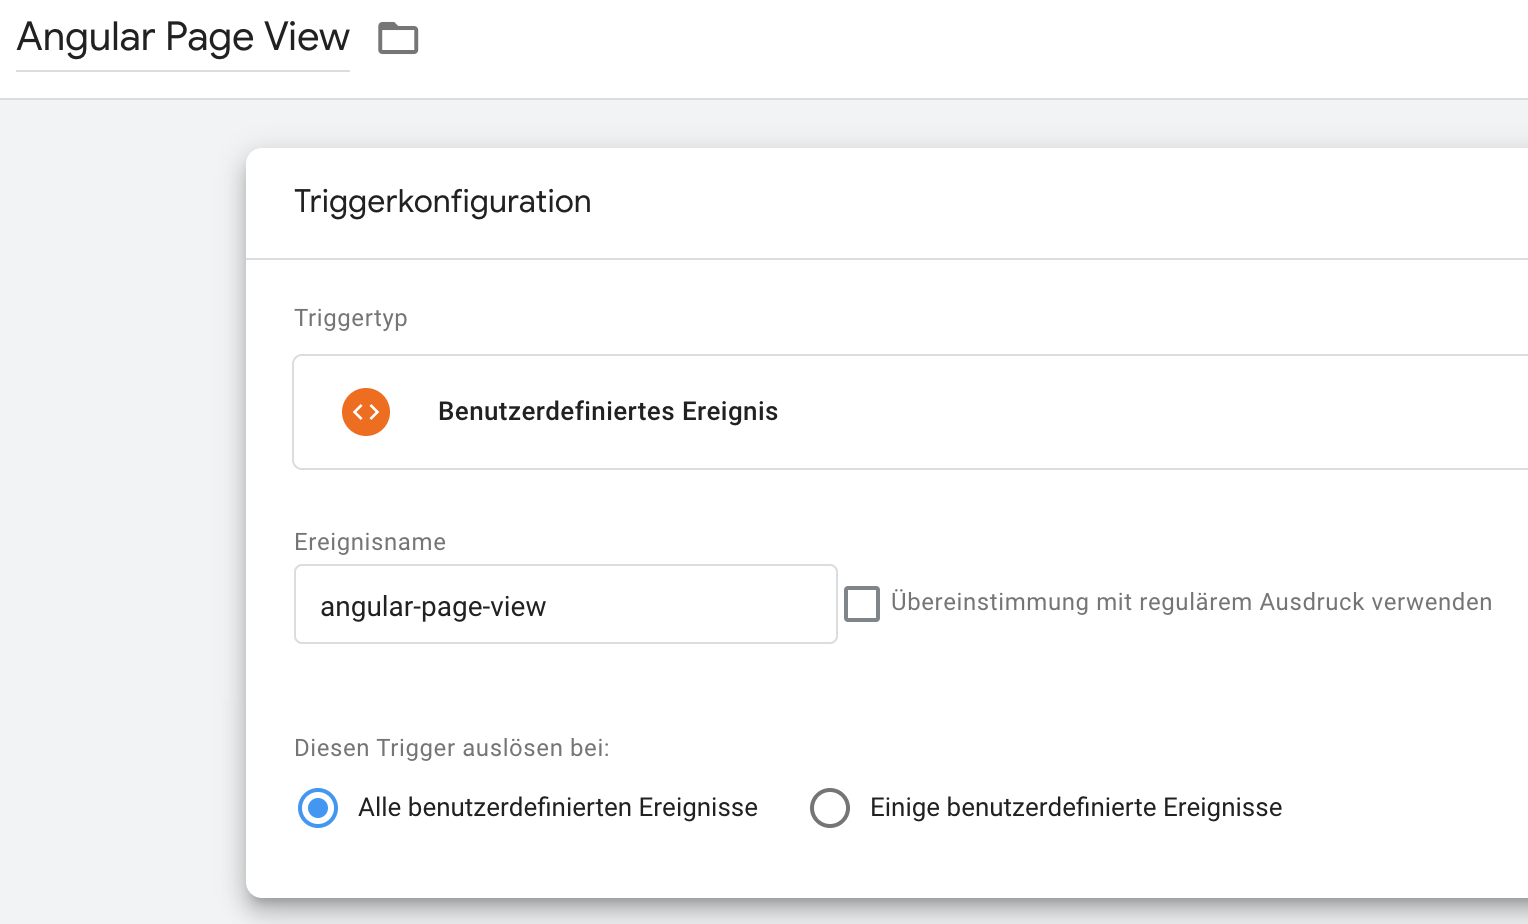 Angular Page View
Triggerkonfiguration
Triggertyp
Benutzerdefiniertes Ereignis
Ereignisname
angular-page-view
Übereinstimmung mit regulärem Ausdruck verwenden
Diesen Trigger auslösen bei:
Alle benutzerdefinierten Ereignisse
Einige benutzerdefinierte Ereignisse